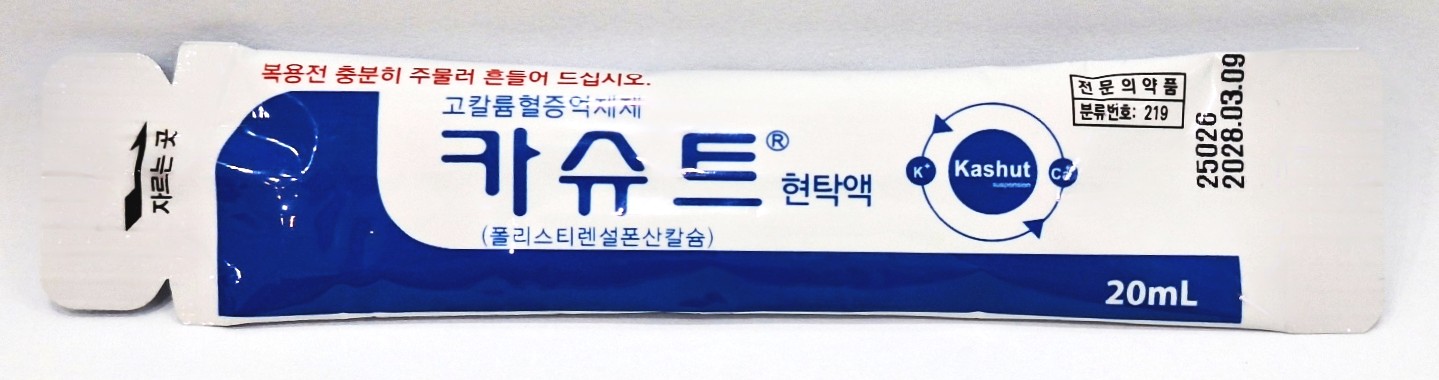 복용전 충분히 주물러 흔들어 드십시오.
고칼륨혈증억제제
카슈트®
현탁액
(폴리스티렌설폰산칼슘)
자르는 곳
K+
Kashut
suspension
Ca
전문의약품
분류번호: 219
25026
2028.03.09
20mL